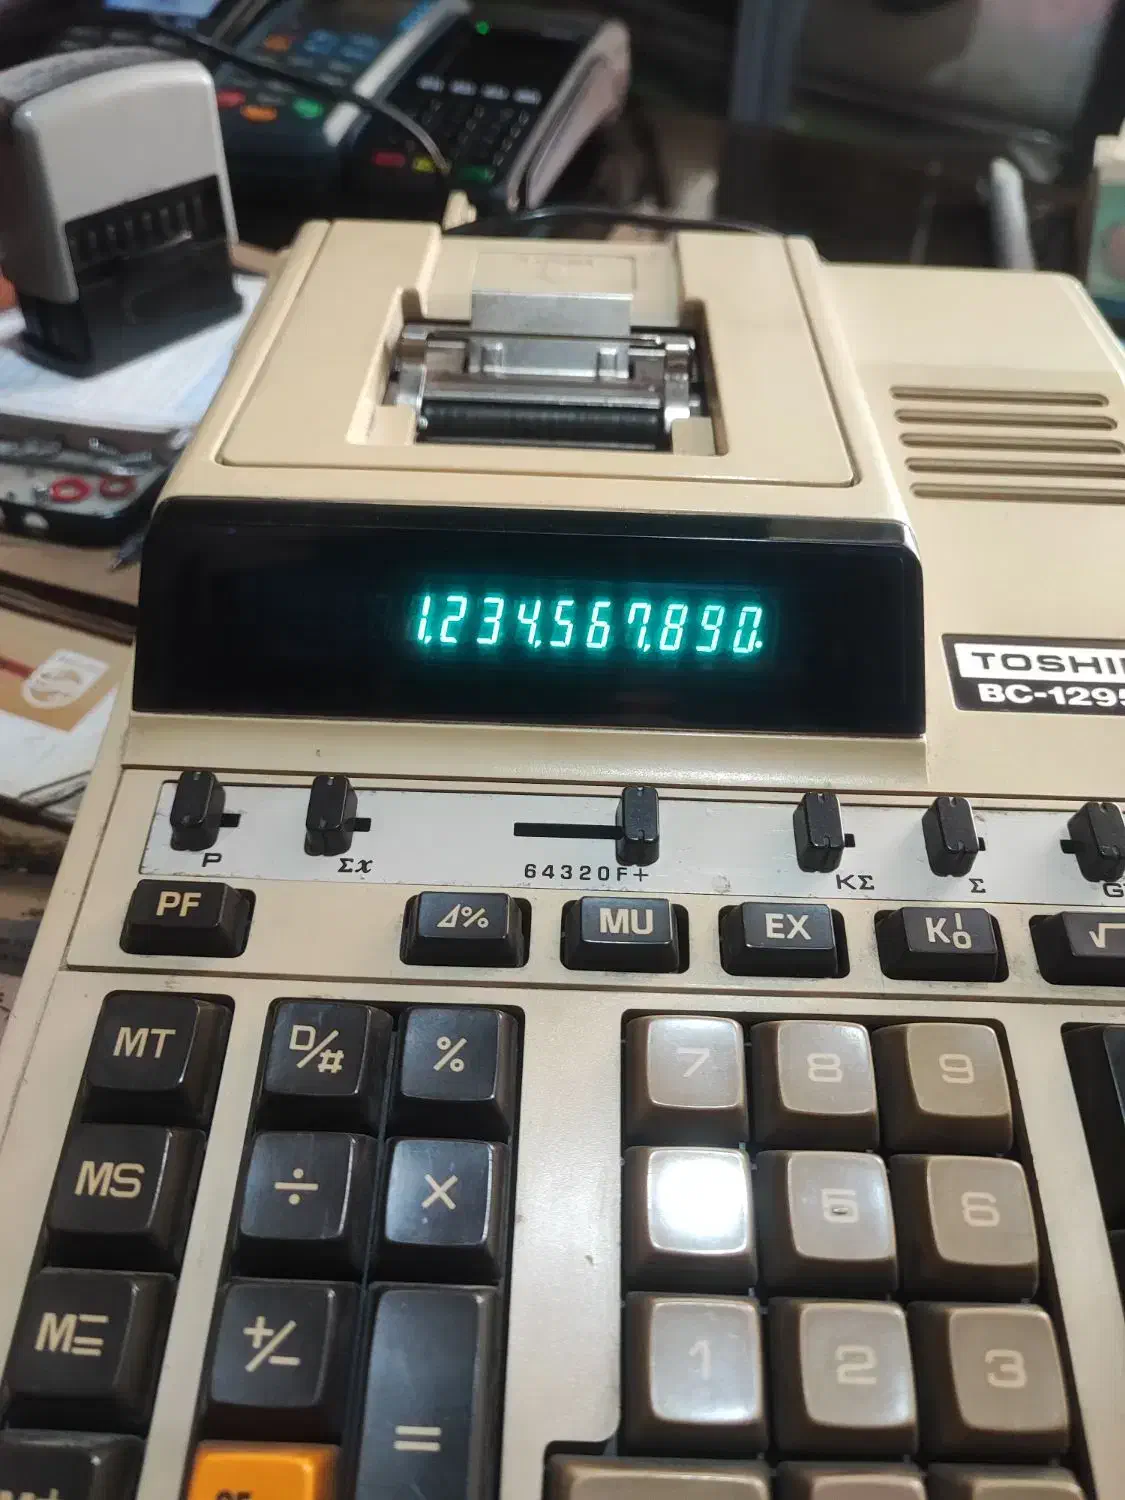 1,234,567,890.
TOSHI
BC-1295
P
Σx
64320F+
KΣ
Σ
G
PF
⊿%
MU
EX
K!o
√
MT
D/#
%
7
8
9
MS
÷
×
5
6
M=
+/-
1
2
3
=